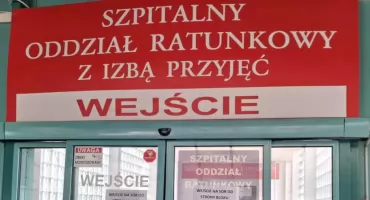 SZPITALNY
ODDZIAŁ RATUNKOWY
Z IZBĄ PRZYJĘĆ
WEJŚCIE
UWAGA
WEJŚCIE
SZPITALNY
ODDZIAŁ
RATUNKOWY